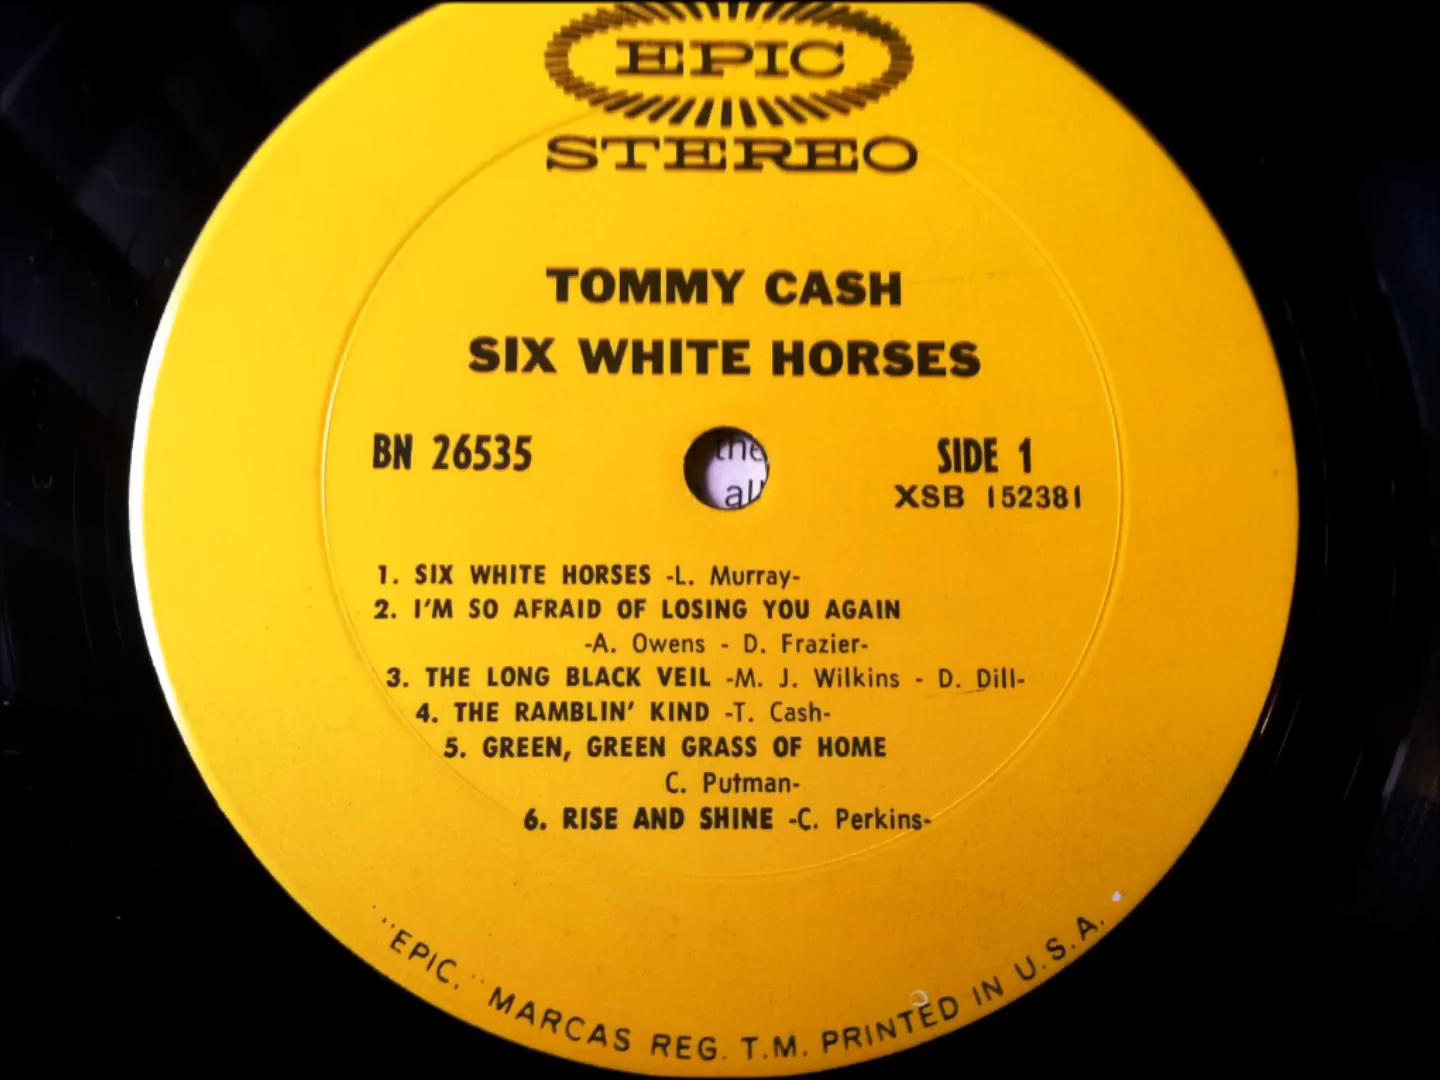 EPIC
STEREO
TOMMY CASH
SIX WHITE HORSES
BN 26535
SIDE 1
XSB 152381
the
al
1. SIX WHITE HORSES -L. Murray-
2. I'M SO AFRAID OF LOSING YOU AGAIN
-A. Owens - D. Frazier-
3. THE LONG BLACK VEIL -M. J. Wilkins - D. Dill-
4. THE RAMBLIN' KIND -T. Cash-
5. GREEN, GREEN GRASS OF HOME
C. Putman-
6. RISE AND SHINE -C. Perkins-
"EPIC," MARCAS REG. T.M. PRINTED IN U.S.A.